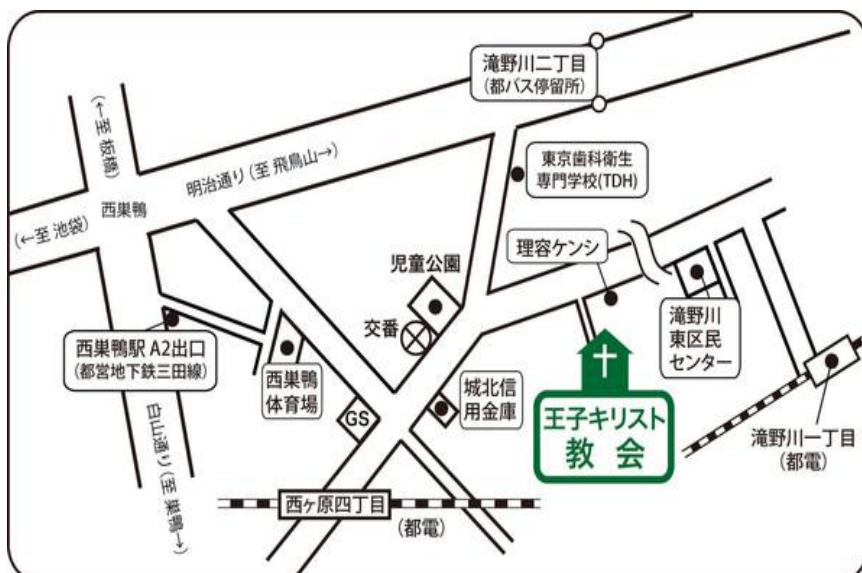 滝野川二丁目
(都バス停留所)
(←至 板橋)
明治通り(至 飛鳥山→)
東京歯科衛生
専門学校(TDH)
西巣鴨
(←至 池袋)
理容ケンシ
児童公園
滝野川
東区民
センター
交番
西巣鴨駅 A2出口
(都営地下鉄三田線)
西巣鴨
体育場
城北信
用金庫
GS
王子キリスト
教会
滝野川一丁目
(都電)
白山通り(至 巣鴨→)
西ヶ原四丁目
(都電)